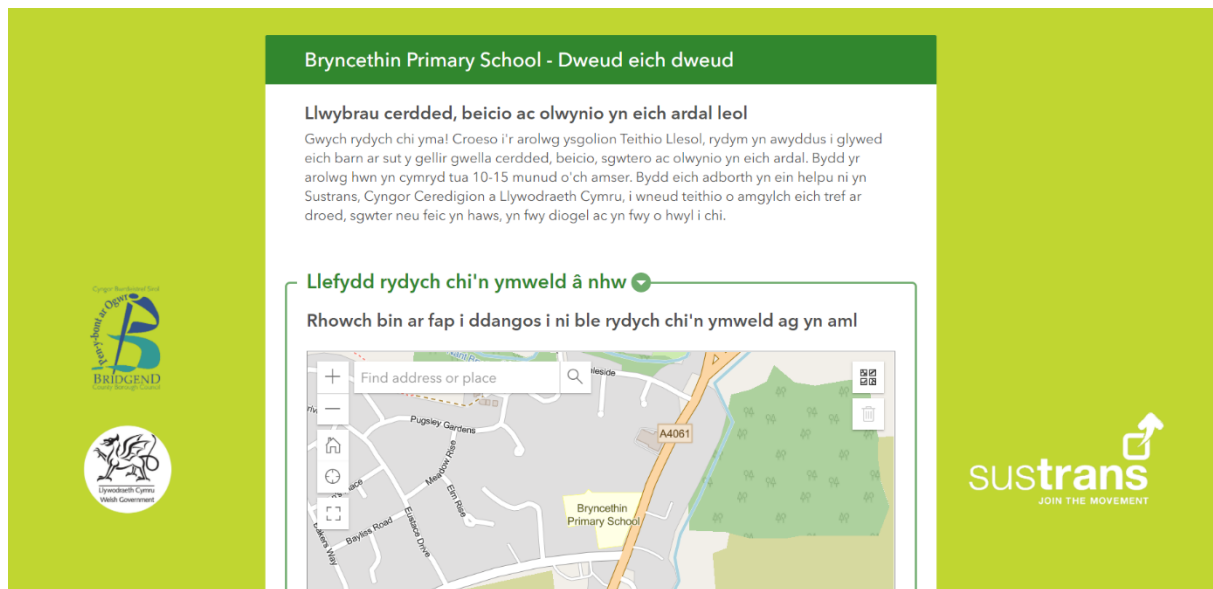 Bryncethin Primary School - Dweud eich dweud
Llwybrau cerdded, beicio ac olwynio yn eich ardal leol
Gwych rydych chi yma! Croeso i'r arolwg ysgolion Teithio Llesol, rydym yn awyddus i glywed
eich barn ar sut y gellir gwella cerdded, beicio, sgwtero ac olwynio yn eich ardal. Bydd yr
arolwg hwn yn cymryd tua 10-15 munud o'ch amser. Bydd eich adborth yn ein helpu ni yn
Sustrans, Cyngor Ceredigion a Llywodraeth Cymru, i wneud teithio o amgylch eich tref ar
droed, sgwter neu feic yn haws, yn fwy diogel ac yn fwy o hwyl i chi.
Llefydd rydych chi'n ymweld â nhw
Rhowch bin ar fap i ddangos i ni ble rydych chi'n ymweld ag yn aml
Find address or place
Pugsley Gardens
A4061
Meadow Rise
Elm Rise
Bryncethin
Primary School
Bayliss Road
Eustace Drive
Pen-y-bont ar Ogwr
BRIDGEND
County Borough Council
Llywodraeth Cymru
Welsh Government
sustrans
JOIN THE MOVEMENT